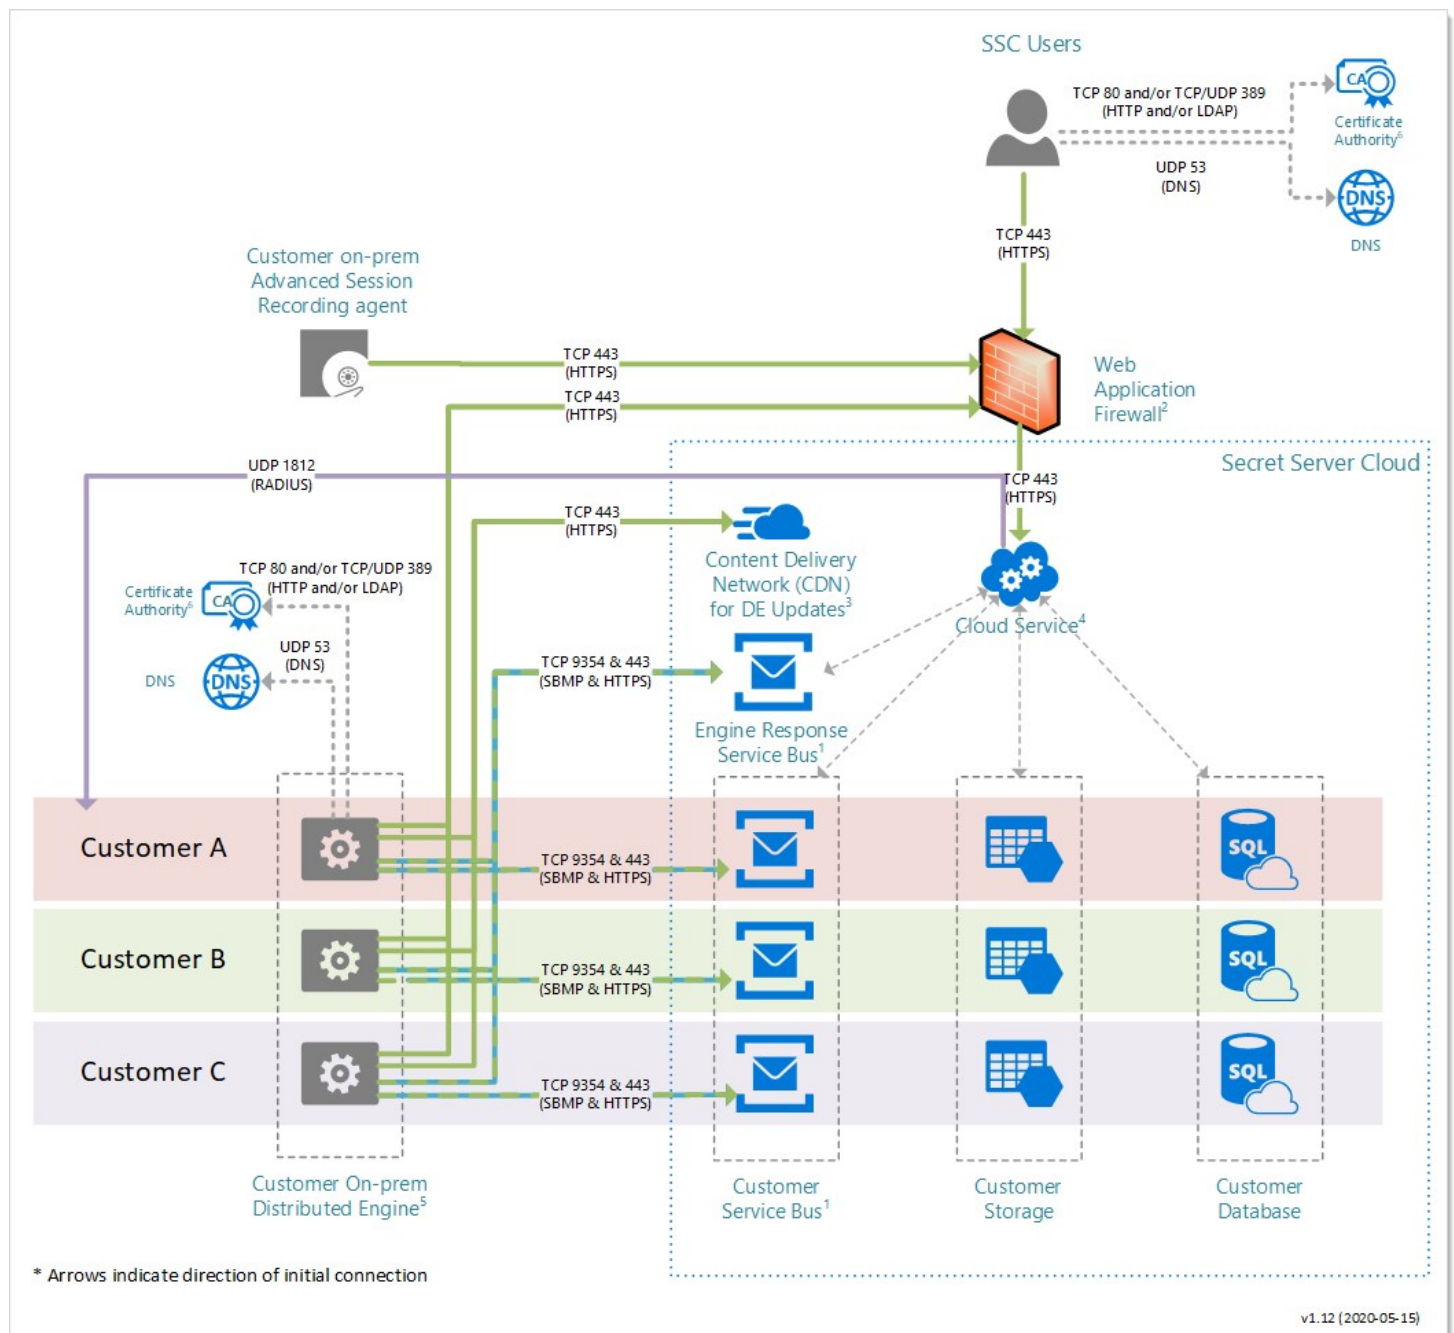 SSC Users
TCP 80 and/or TCP/UDP 389
(HTTP and/or LDAP)
CA
Certificate
Authority⁶
UDP 53
(DNS)
DNS
DNS
TCP 443
(HTTPS)
Customer on-prem
Advanced Session
Recording agent
TCP 443
(HTTPS)
TCP 443
(HTTPS)
Web
Application
Firewall²
Secret Server Cloud
UDP 1812
(RADIUS)
TCP 443
(HTTPS)
TCP 443
(HTTPS)
Content Delivery
Network (CDN)
for DE Updates³
Cloud Service⁴
TCP 80 and/or TCP/UDP 389
(HTTP and/or LDAP)
Certificate
Authority⁶
CA
UDP 53
(DNS)
DNS
DNS
TCP 9354 & 443
(SBMP & HTTPS)
Engine Response
Service Bus¹
Customer A
TCP 9354 & 443
(SBMP & HTTPS)
SQL
Customer B
TCP 9354 & 443
(SBMP & HTTPS)
SQL
Customer C
TCP 9354 & 443
(SBMP & HTTPS)
SQL
Customer On-prem
Distributed Engine⁵
Customer
Service Bus¹
Customer
Storage
Customer
Database
* Arrows indicate direction of initial connection
v1.12 (2020-05-15)